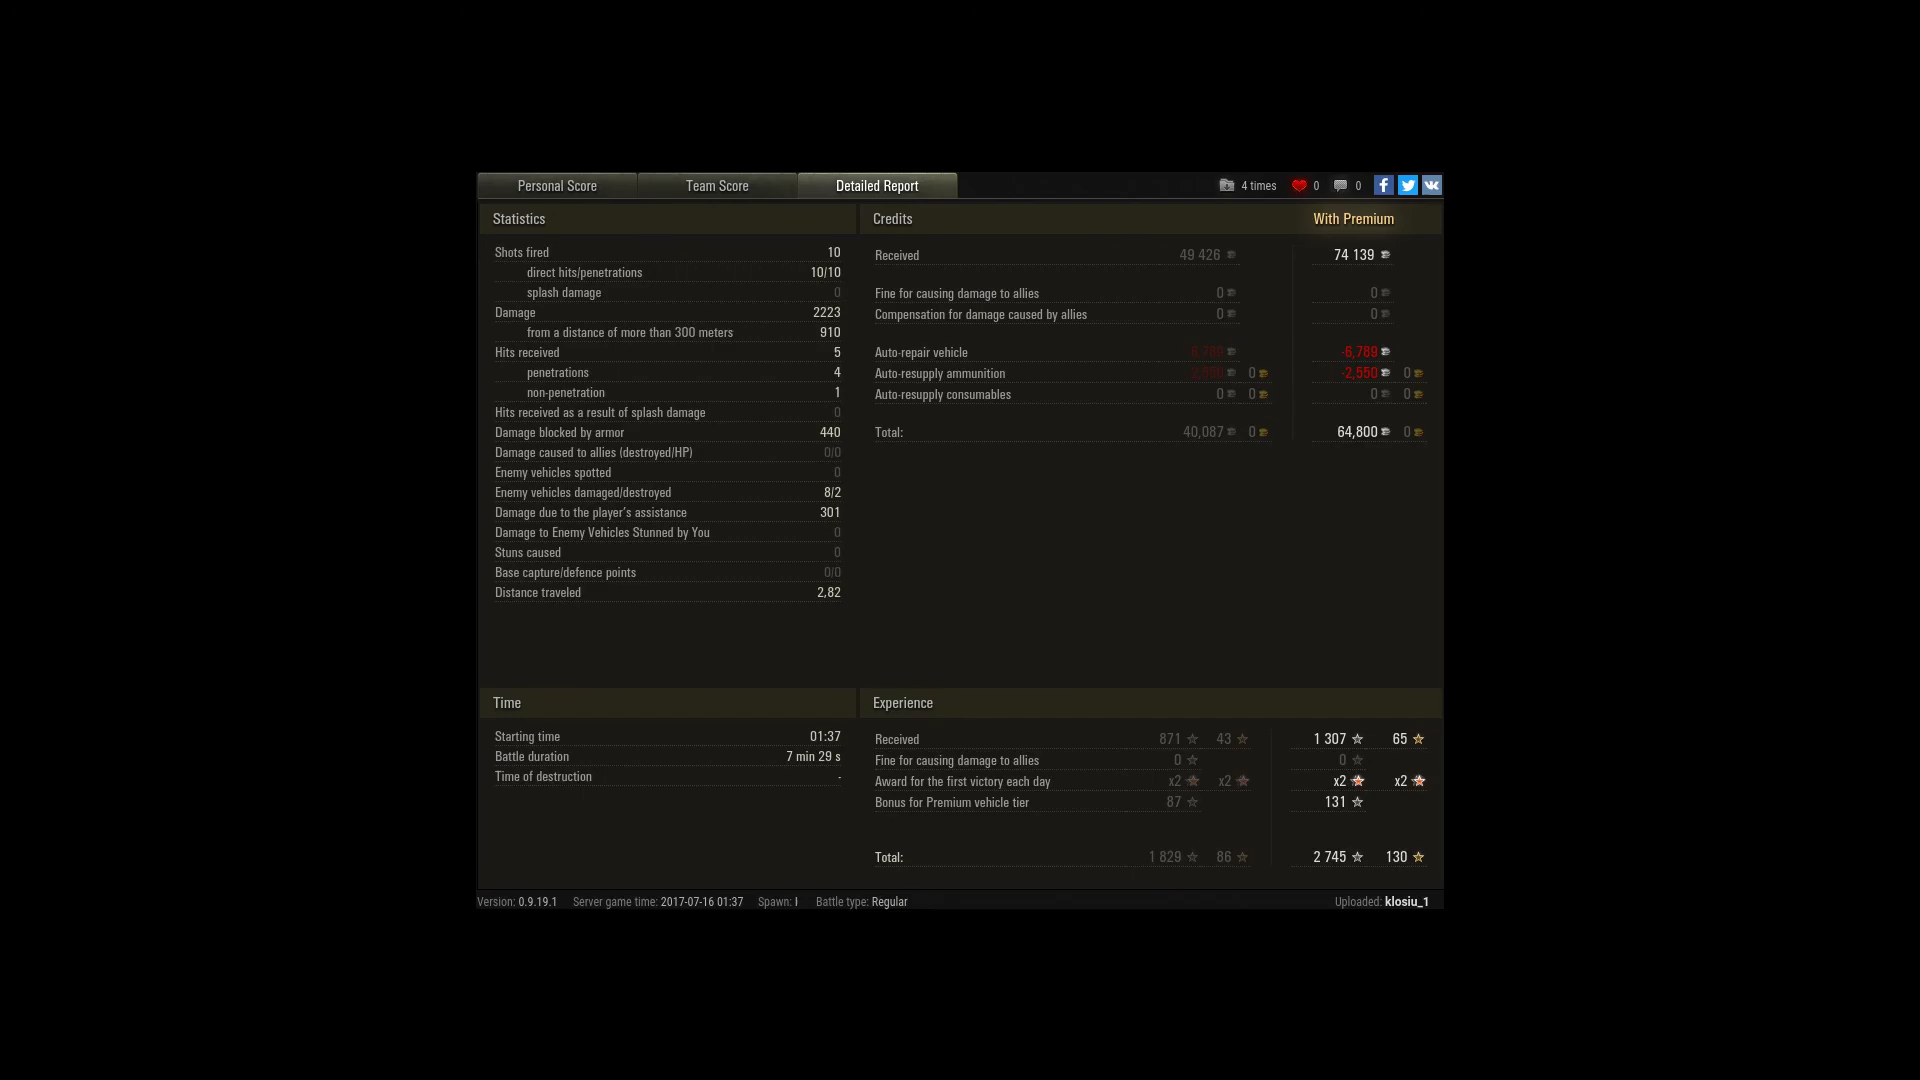 Personal Score Team Score Detailed Report 4 times 0 0
Statistics
Shots fired 10
direct hits/penetrations 10/10
splash damage 0
Damage 2223
from a distance of more than 300 meters 910
Hits received 5
penetrations 4
non-penetration 1
Hits received as a result of splash damage 0
Damage blocked by armor 440
Damage caused to allies (destroyed/HP) 0/0
Enemy vehicles spotted 0
Enemy vehicles damaged/destroyed 8/2
Damage due to the player's assistance 301
Damage to Enemy Vehicles Stunned by You 0
Stuns caused 0
Base capture/defence points 0/0
Distance traveled 2,82
Credits With Premium
Received 49 426 74 139
Fine for causing damage to allies 0 0
Compensation for damage caused by allies 0 0
Auto-repair vehicle -6,789 -6,789
Auto-resupply ammunition -2,550 0 -2,550 0
Auto-resupply consumables 0 0 0 0
Total: 40,087 0 64,800 0
Time
Starting time 01:37
Battle duration 7 min 29 s
Time of destruction -
Experience
Received 871 43 1 307 65
Fine for causing damage to allies 0 0
Award for the first victory each day x2 x2 x2 x2
Bonus for Premium vehicle tier 87 131
Total: 1 829 86 2 745 130
Version: 0.9.19.1 Server game time: 2017-07-16 01:37 Spawn: I Battle type: Regular Uploaded: klosiu_1